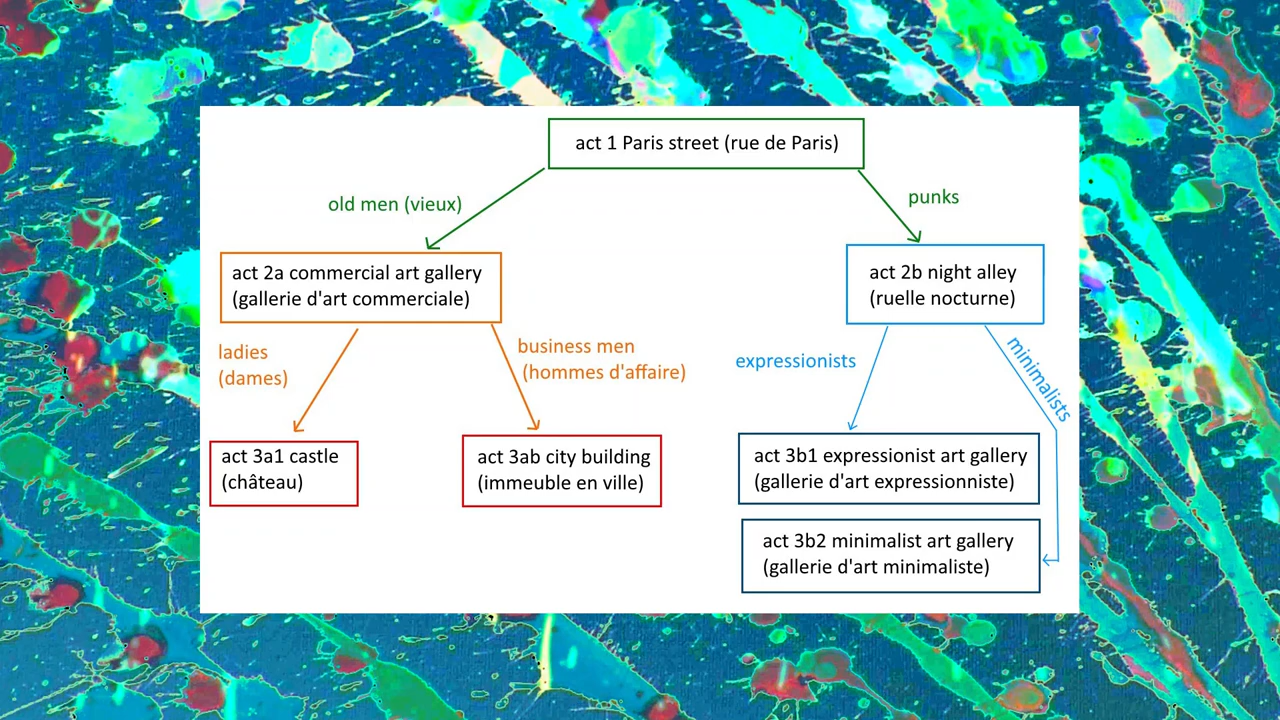 act 1 Paris street (rue de Paris)
old men (vieux)
punks
act 2a commercial art gallery
(gallerie d'art commerciale)
act 2b night alley
(ruelle nocturne)
ladies
(dames)
business men
(hommes d'affaire)
expressionists
minimalists
act 3a1 castle
(château)
act 3ab city building
(immeuble en ville)
act 3b1 expressionist art gallery
(gallerie d'art expressionniste)
act 3b2 minimalist art gallery
(gallerie d'art minimaliste)